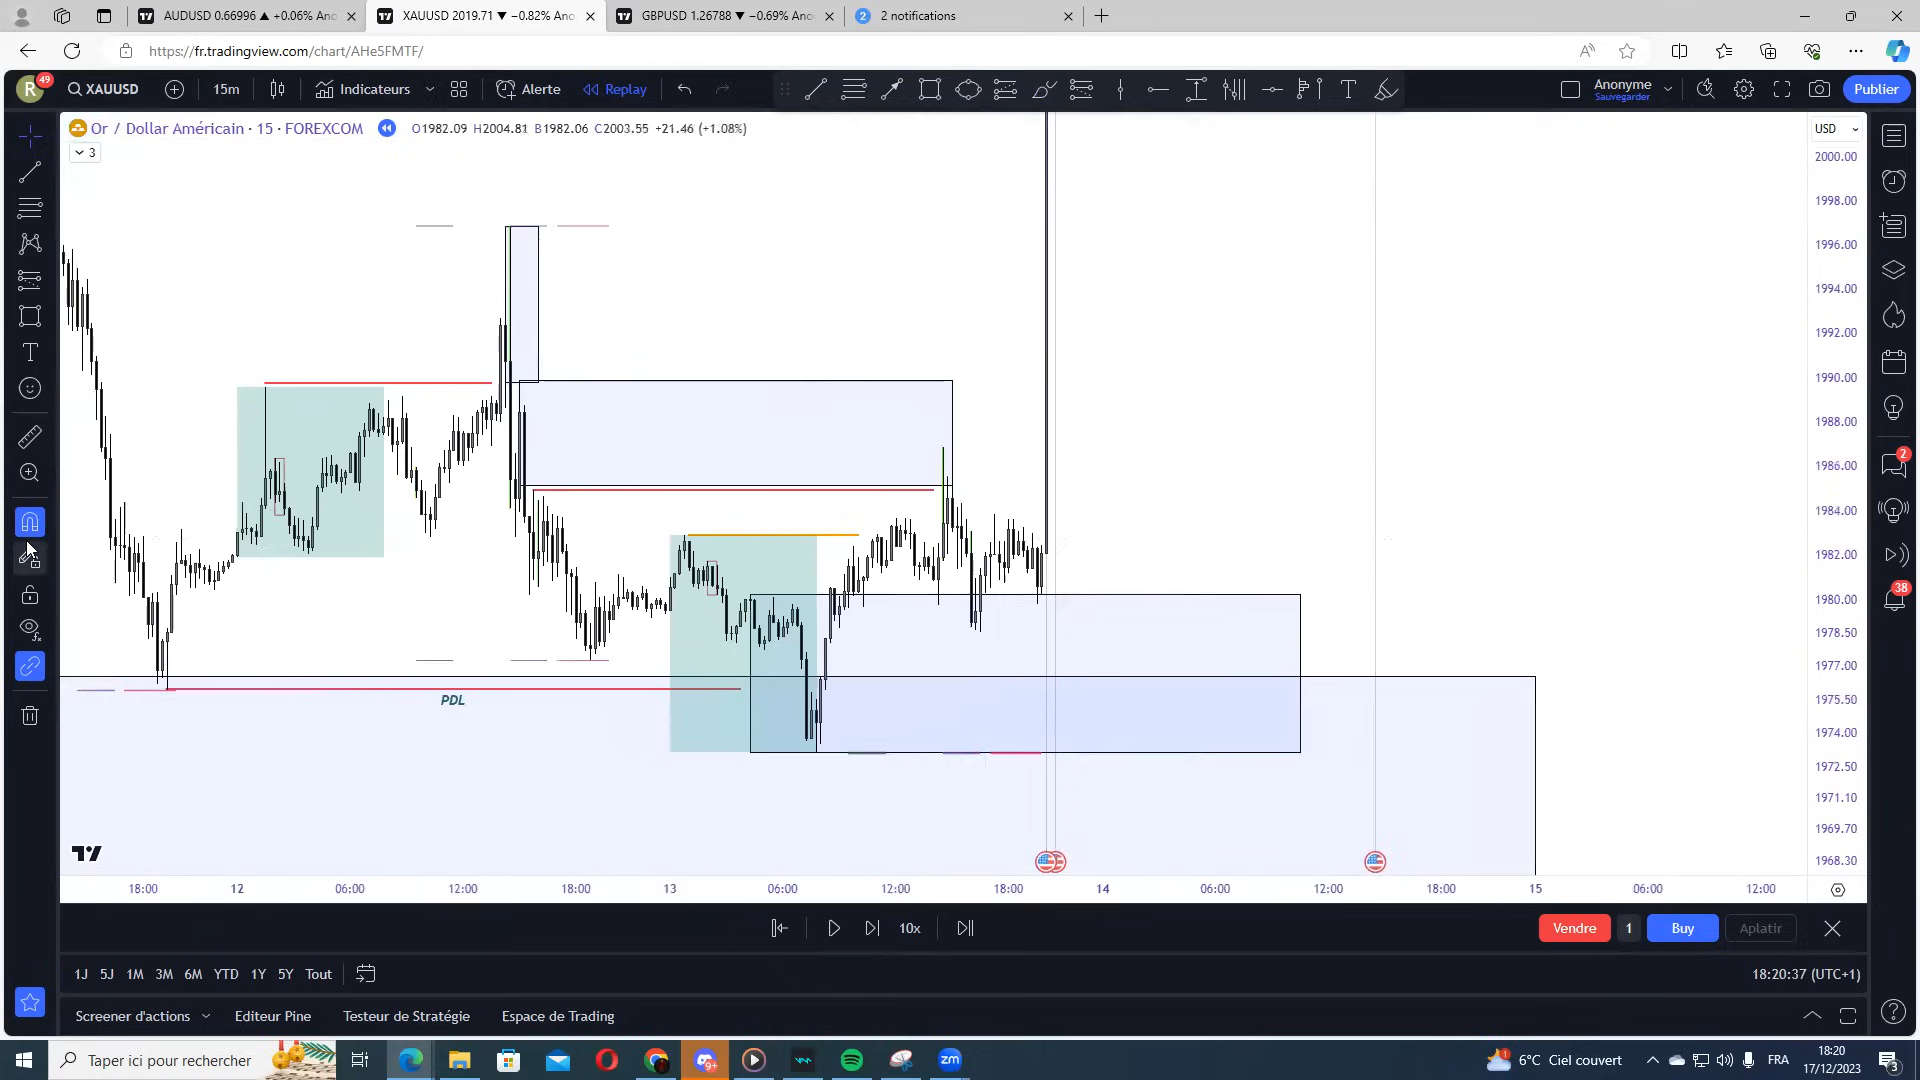 AUDUSD 0.66996 ▲ +0.06% Ano
XAUUSD 2019.71 ▼ −0.82% Ano
GBPUSD 1.26788 ▼ −0.69% Ano
2
2 notifications
https://fr.tradingview.com/chart/AHe5FMTF/
R
49
XAUUSD
15m
Indicateurs
Alerte
Replay
Anonyme
Sauvegarder
Publier
Or / Dollar Américain · 15 · FOREXCOM
O1982.09 H2004.81 B1982.06 C2003.55 +21.46 (+1.08%)
USD
3
2000.00
1998.00
1996.00
1994.00
1992.00
1990.00
1988.00
1986.00
1984.00
1982.00
1980.00
1978.50
1977.00
1975.50
1974.00
1972.50
1971.10
1969.70
1968.30
PDL
2
38
18:00
12
06:00
12:00
18:00
13
06:00
12:00
18:00
14
06:00
12:00
18:00
15
06:00
12:00
10x
Vendre
1
Buy
Aplatir
1J
5J
1M
3M
6M
YTD
1Y
5Y
Tout
18:20:37 (UTC+1)
Screener d'actions
Editeur Pine
Testeur de Stratégie
Espace de Trading
Taper ici pour rechercher
9+
zm
1
6°C Ciel couvert
FRA
18:20
17/12/2023
3